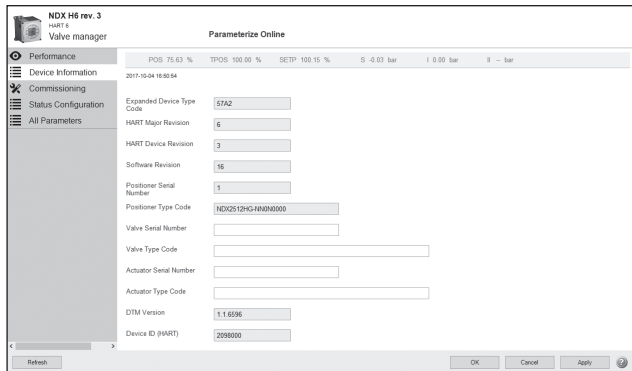 NDX H6 rev. 3
HART 6
Valve manager
Parameterize Online
Performance
Device Information
Commissioning
Status Configuration
All Parameters
POS 75.63 % TPOS 100.00 % SETP 100.15 % S -0.03 bar I 0.00 bar II -- bar
2017-10-04 16:50:54
Expanded Device Type
Code
57A2
HART Major Revision
6
HART Device Revision
3
Software Revision
16
Positioner Serial
Number
1
Positioner Type Code
NDX2512HG-NN0N0000
Valve Serial Number
Valve Type Code
Actuator Serial Number
Actuator Type Code
DTM Version
1.1.6596
Device ID (HART)
2098000
Refresh
OK Cancel Apply ?